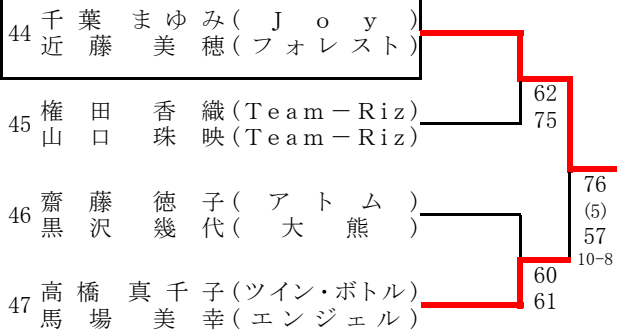 44 千葉 まゆみ(Joy)
近藤 美穂(フォレスト)
62
75
45 権田 香織(Team-Riz)
山口 珠映(Team-Riz)
76
(5)
57
10-8
46 齋藤 徳子(アトム)
黒沢 幾代(大熊)
60
61
47 高橋 真千子(ツイン・ボトル)
馬場 美幸(エンジェル)